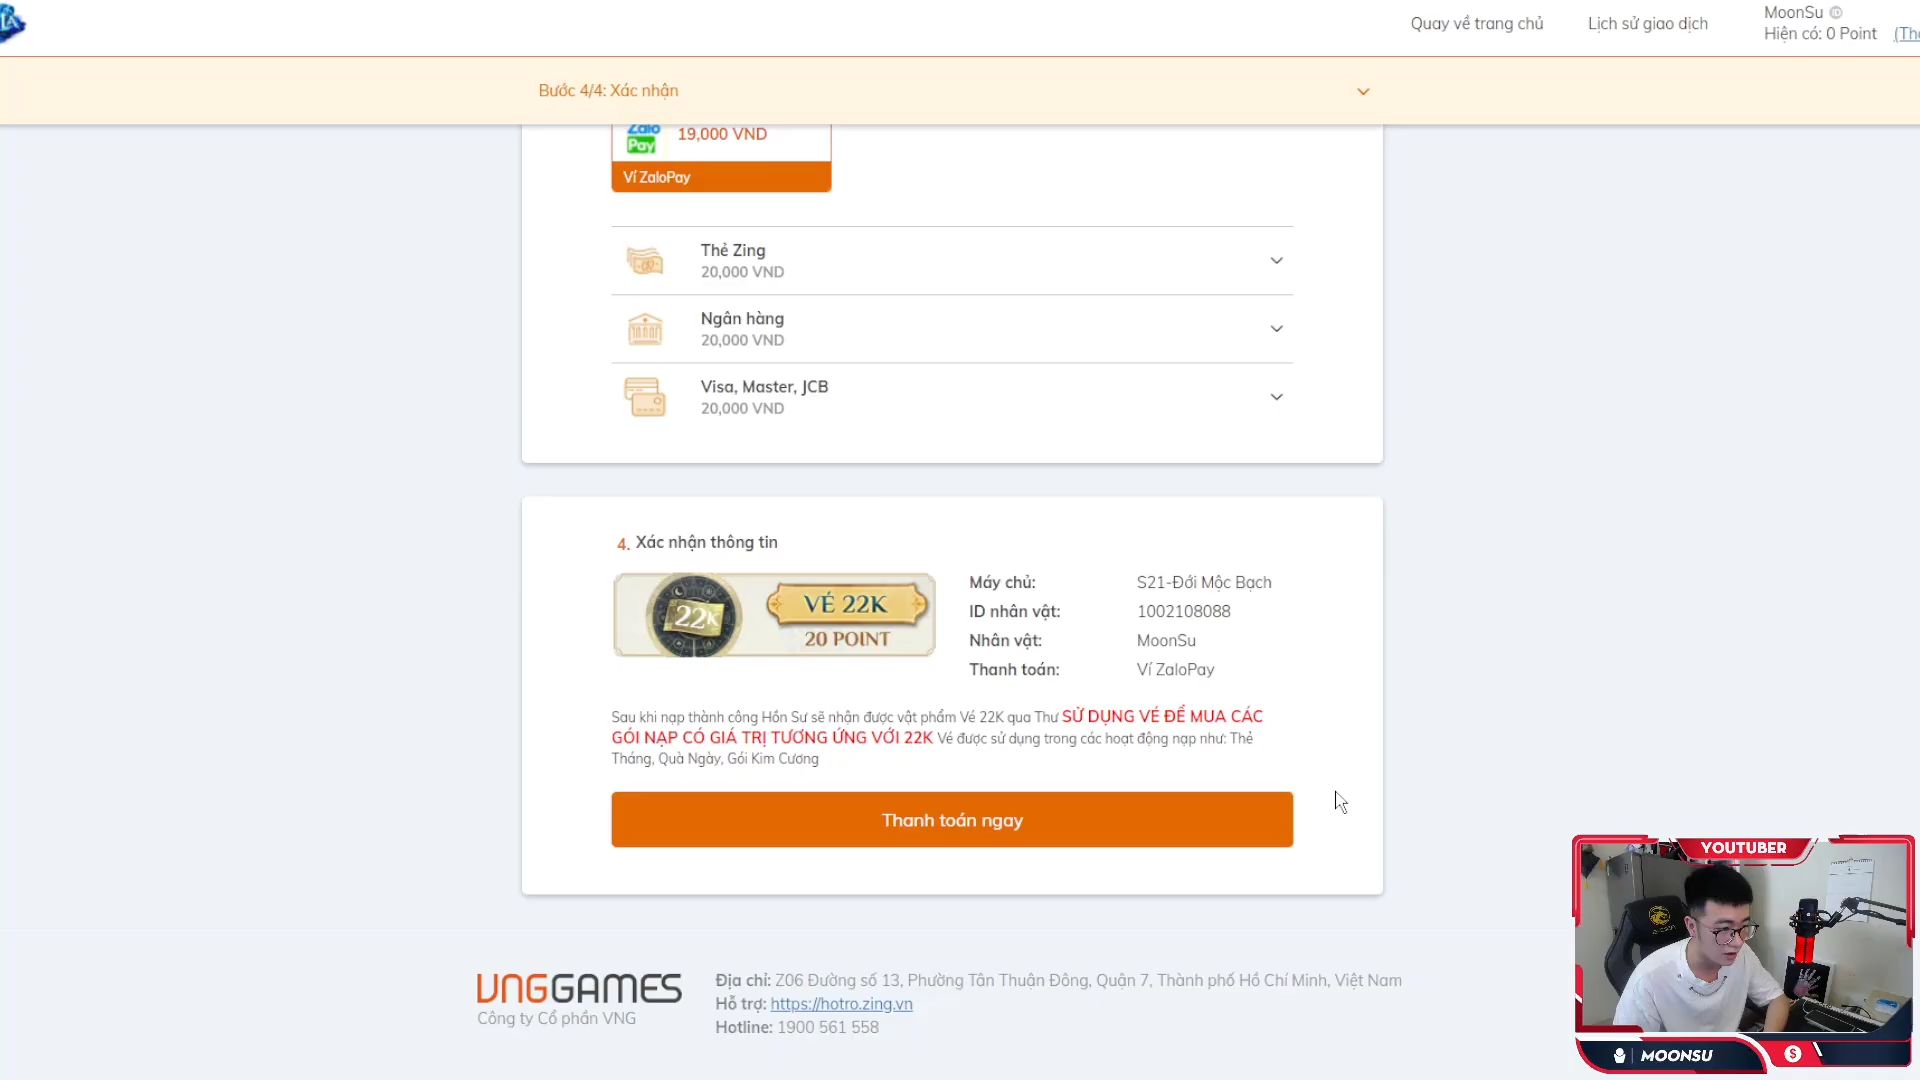 Quay về trang chủ
Lịch sử giao dịch
MoonSu
Hiện có: 0 Point
Bước 4/4: Xác nhận
Zalo
Pay
19,000 VND
Ví ZaloPay
Thẻ Zing
20,000 VND
Ngân hàng
20,000 VND
Visa, Master, JCB
20,000 VND
4. Xác nhận thông tin
22K
VÉ 22K
20 POINT
Máy chủ: S21-Đới Mộc Bạch
ID nhân vật: 1002108088
Nhân vật: MoonSu
Thanh toán: Ví ZaloPay
Sau khi nạp thành công Hồn Sư sẽ nhận được vật phẩm Vé 22K qua Thư SỬ DỤNG VÉ ĐỂ MUA CÁC
GÓI NẠP CÓ GIÁ TRỊ TƯƠNG ỨNG VỚI 22K Vé được sử dụng trong các hoạt động nạp như: Thẻ
Tháng, Quà Ngày, Gói Kim Cương
Thanh toán ngay
VNGGAMES
Công ty Cổ phần VNG
Địa chỉ: Z06 Đường số 13, Phường Tân Thuận Đông, Quận 7, Thành phố Hồ Chí Minh, Việt Nam
Hỗ trợ: https://hotro.zing.vn
Hotline: 1900 561 558
YOUTUBER
MOONSU
$